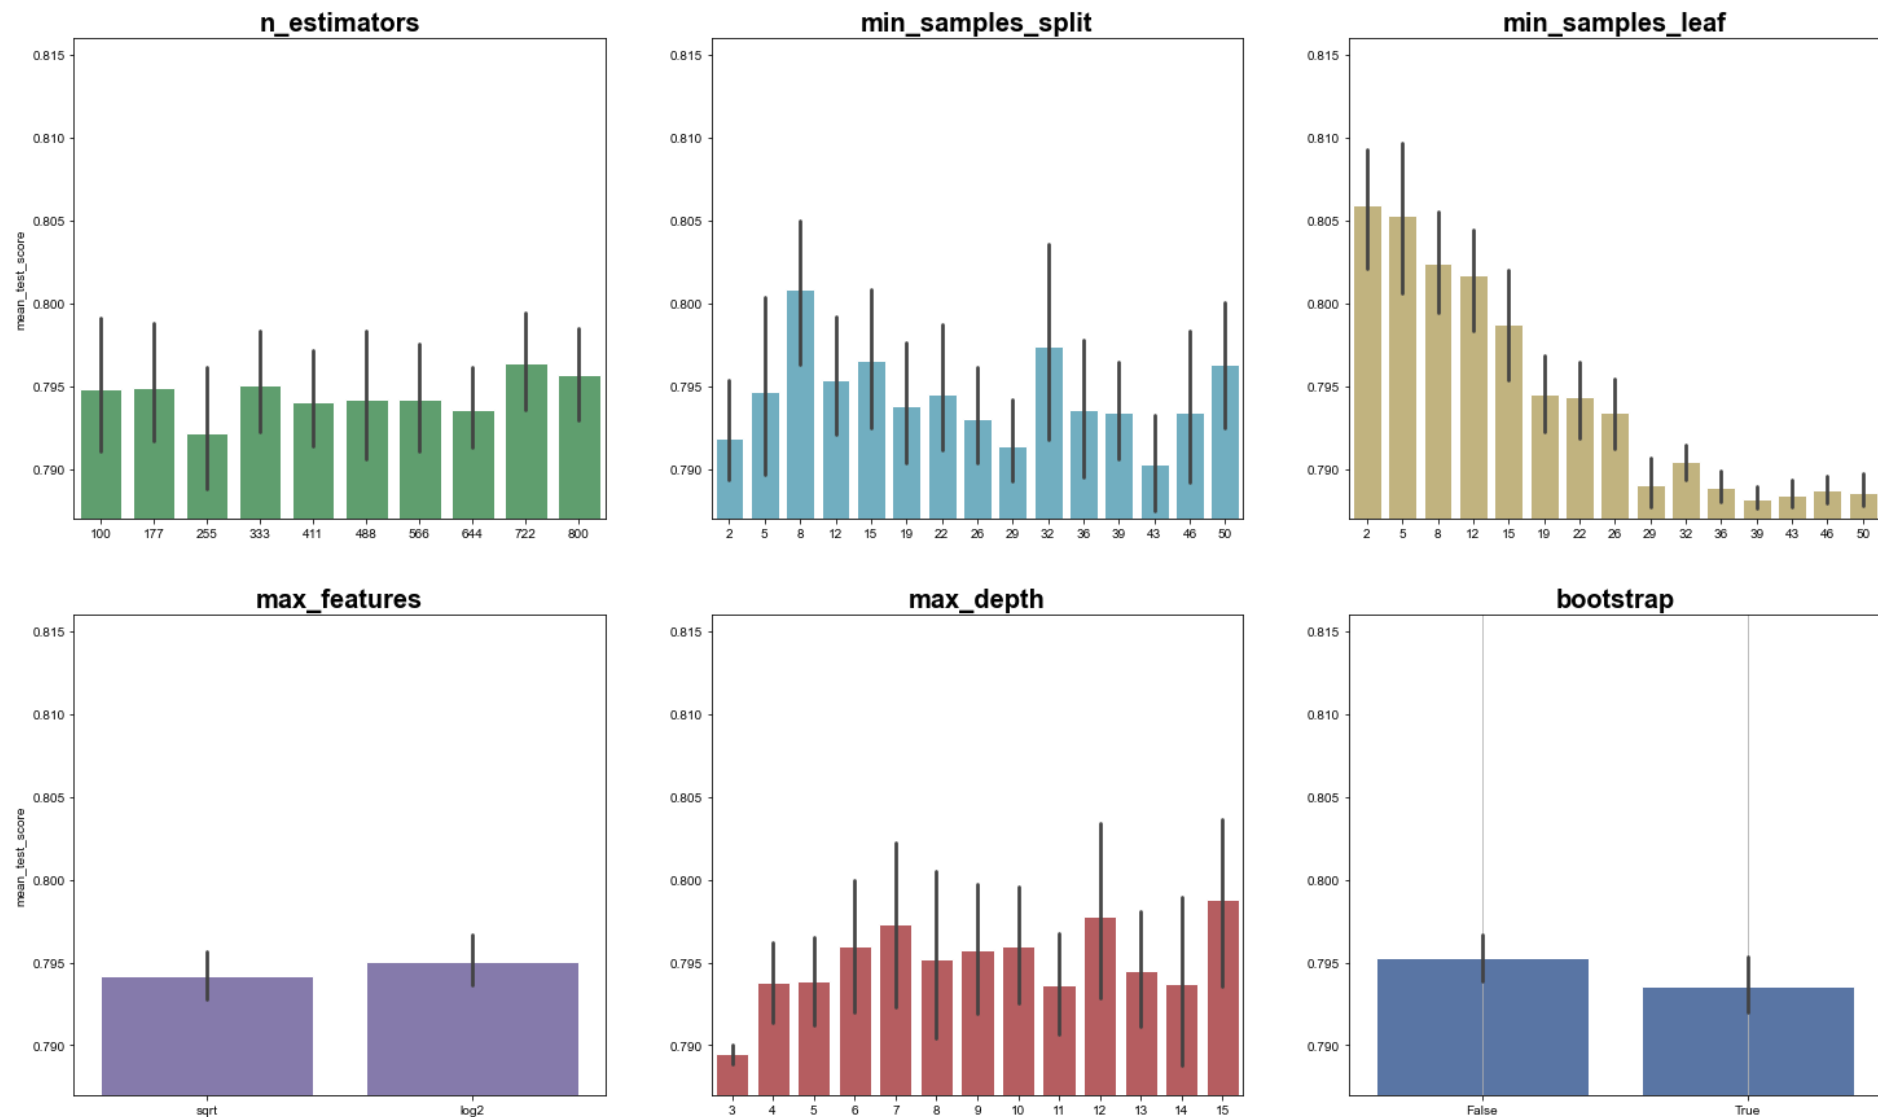 n_estimators
0.815
0.810
0.805
0.800
0.795
0.790
mean_test_score
100 177 255 333 411 488 566 644 722 800
min_samples_split
0.815
0.810
0.805
0.800
0.795
0.790
2 5 8 12 15 19 22 26 29 32 36 39 43 46 50
min_samples_leaf
0.815
0.810
0.805
0.800
0.795
0.790
2 5 8 12 15 19 22 26 29 32 36 39 43 46 50
max_features
0.815
0.810
0.805
0.800
0.795
0.790
mean_test_score
sqrt log2
max_depth
0.815
0.810
0.805
0.800
0.795
0.790
3 4 5 6 7 8 9 10 11 12 13 14 15
bootstrap
0.815
0.810
0.805
0.800
0.795
0.790
False True